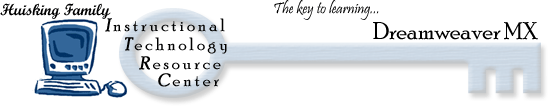 Huisking Family
Instructional
Technology
Resource
Center
The key to learning...
Dreamweaver MX